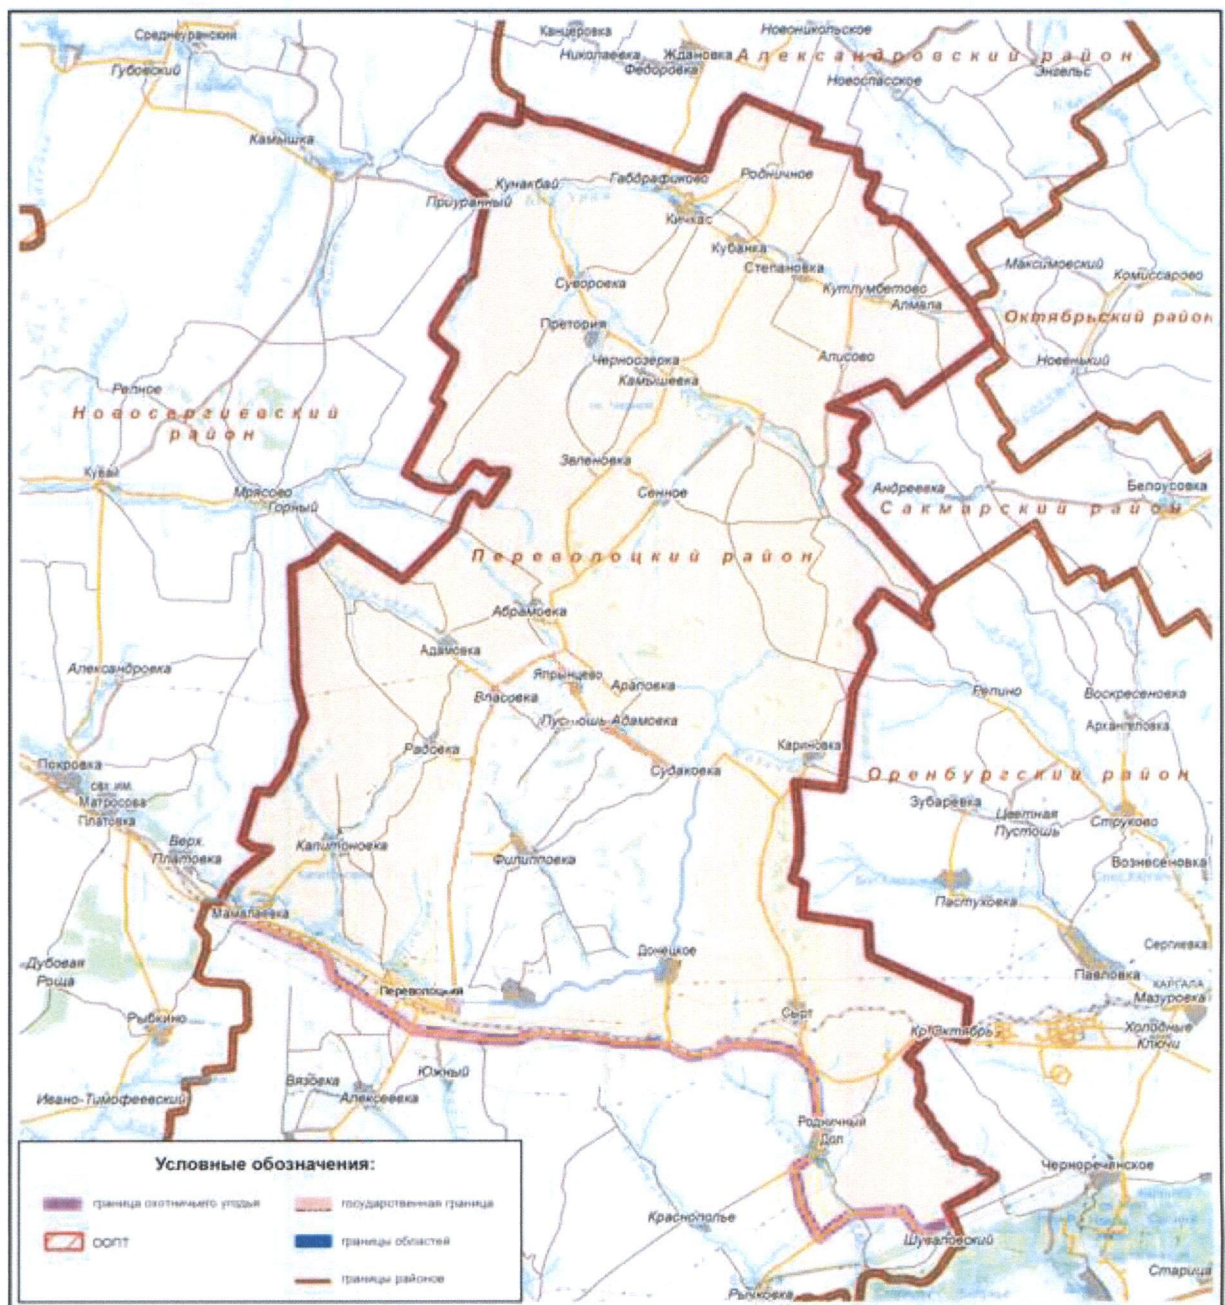 Среднеуранский
Губовский
Канцеровка
Николаевка
Ждановка
Федоровка
Новоникольское
Александровский район
Новоспасское
Энгельс
Камышка
Приуранный
Кунакбай
Габдрафиково
Родничное
Кичкас
Кубанка
Степановка
Суворовка
Кутлумбетово
Алмала
Максимовский
Комиссарово
Октябрьский район
Претория
Черноозерка
Камышевка
Алисово
Новенький
Репное
Новосергиевский
район
Зеленовка
Сенное
Кувай
Мрясово
Горный
Андреевка
Белоусовка
Сакмарский район
Переволоцкий район
Абрамовка
Адамовка
Япрынцево
Араповка
Власовка
Пустошь-Адамовка
Александровка
Репино
Воскресеновка
Архангеловка
Радовка
Судаковка
Кариновка
Покровка
свх.им.
Матросова
Платовка
Оренбургский район
Зубаревка
Цветная
Пустошь
Струково
Верх.
Платовка
Капитоновка
Филипповка
Вознесеновка
Пастуховка
Мамалаевка
Донецкое
Сергиевка
Павловка
Дубовая
Роща
Переволоцкий
КАРГАЛА
Мазуровка
Рыбкино
Сырт
Кр.Октябрь
Холодные
Ключи
Южный
Вязовка
Алексеевка
Ивано-Тимофеевский
Родничный
Дол
Черноречанское
Краснополье
Шуваловский
Старица
Рычковка
Условные обозначения:
граница охотничьего угодья
государственная граница
ООПТ
границы областей
границы районов